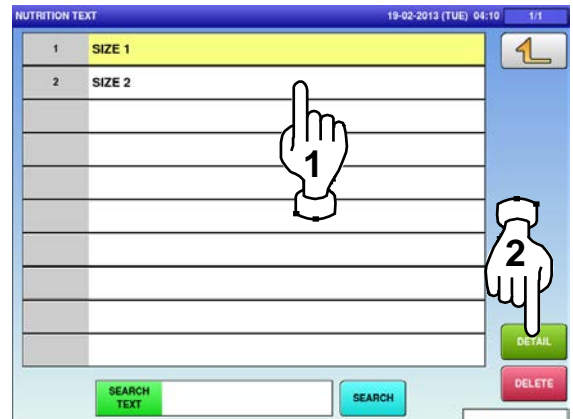 NUTRITION TEXT 19-02-2013 (TUE) 04:10 1/1
1 SIZE 1
2 SIZE 2
1
2
DETAIL
DELETE
SEARCH
TEXT
SEARCH